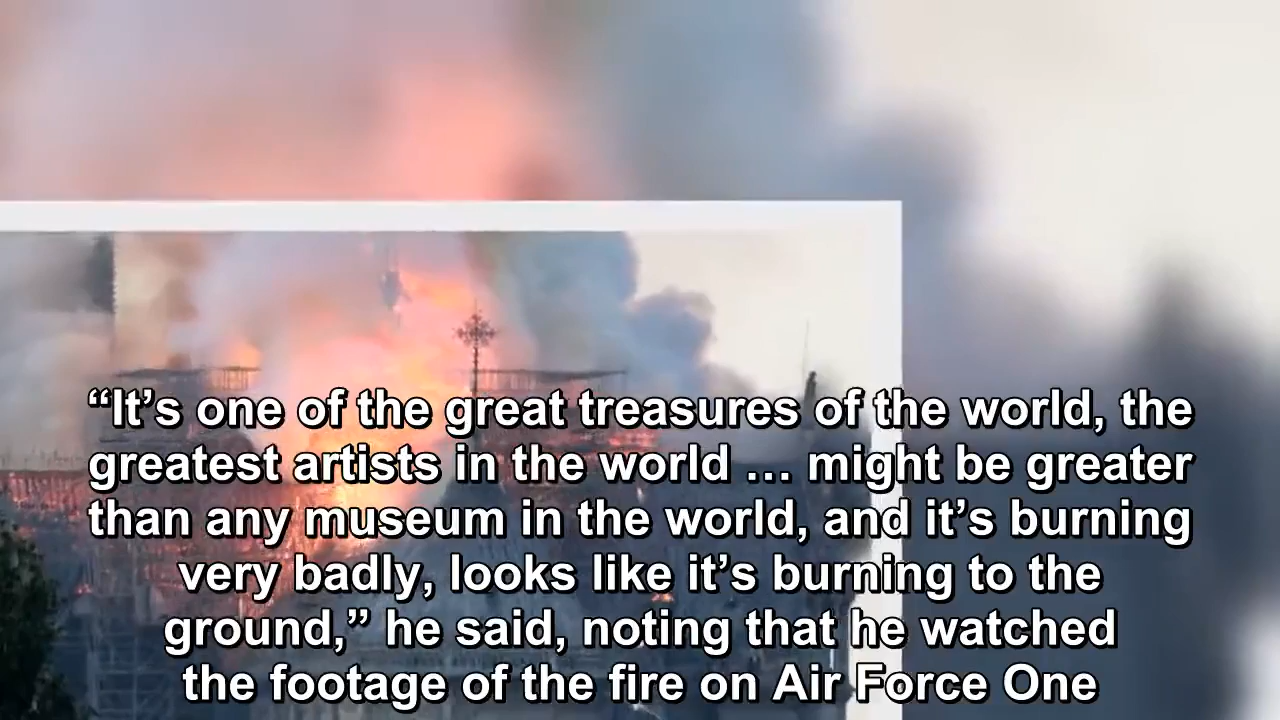 “It’s one of the great treasures of the world, the
greatest artists in the world … might be greater
than any museum in the world, and it’s burning
very badly, looks like it’s burning to the
ground,” he said, noting that he watched
the footage of the fire on Air Force One